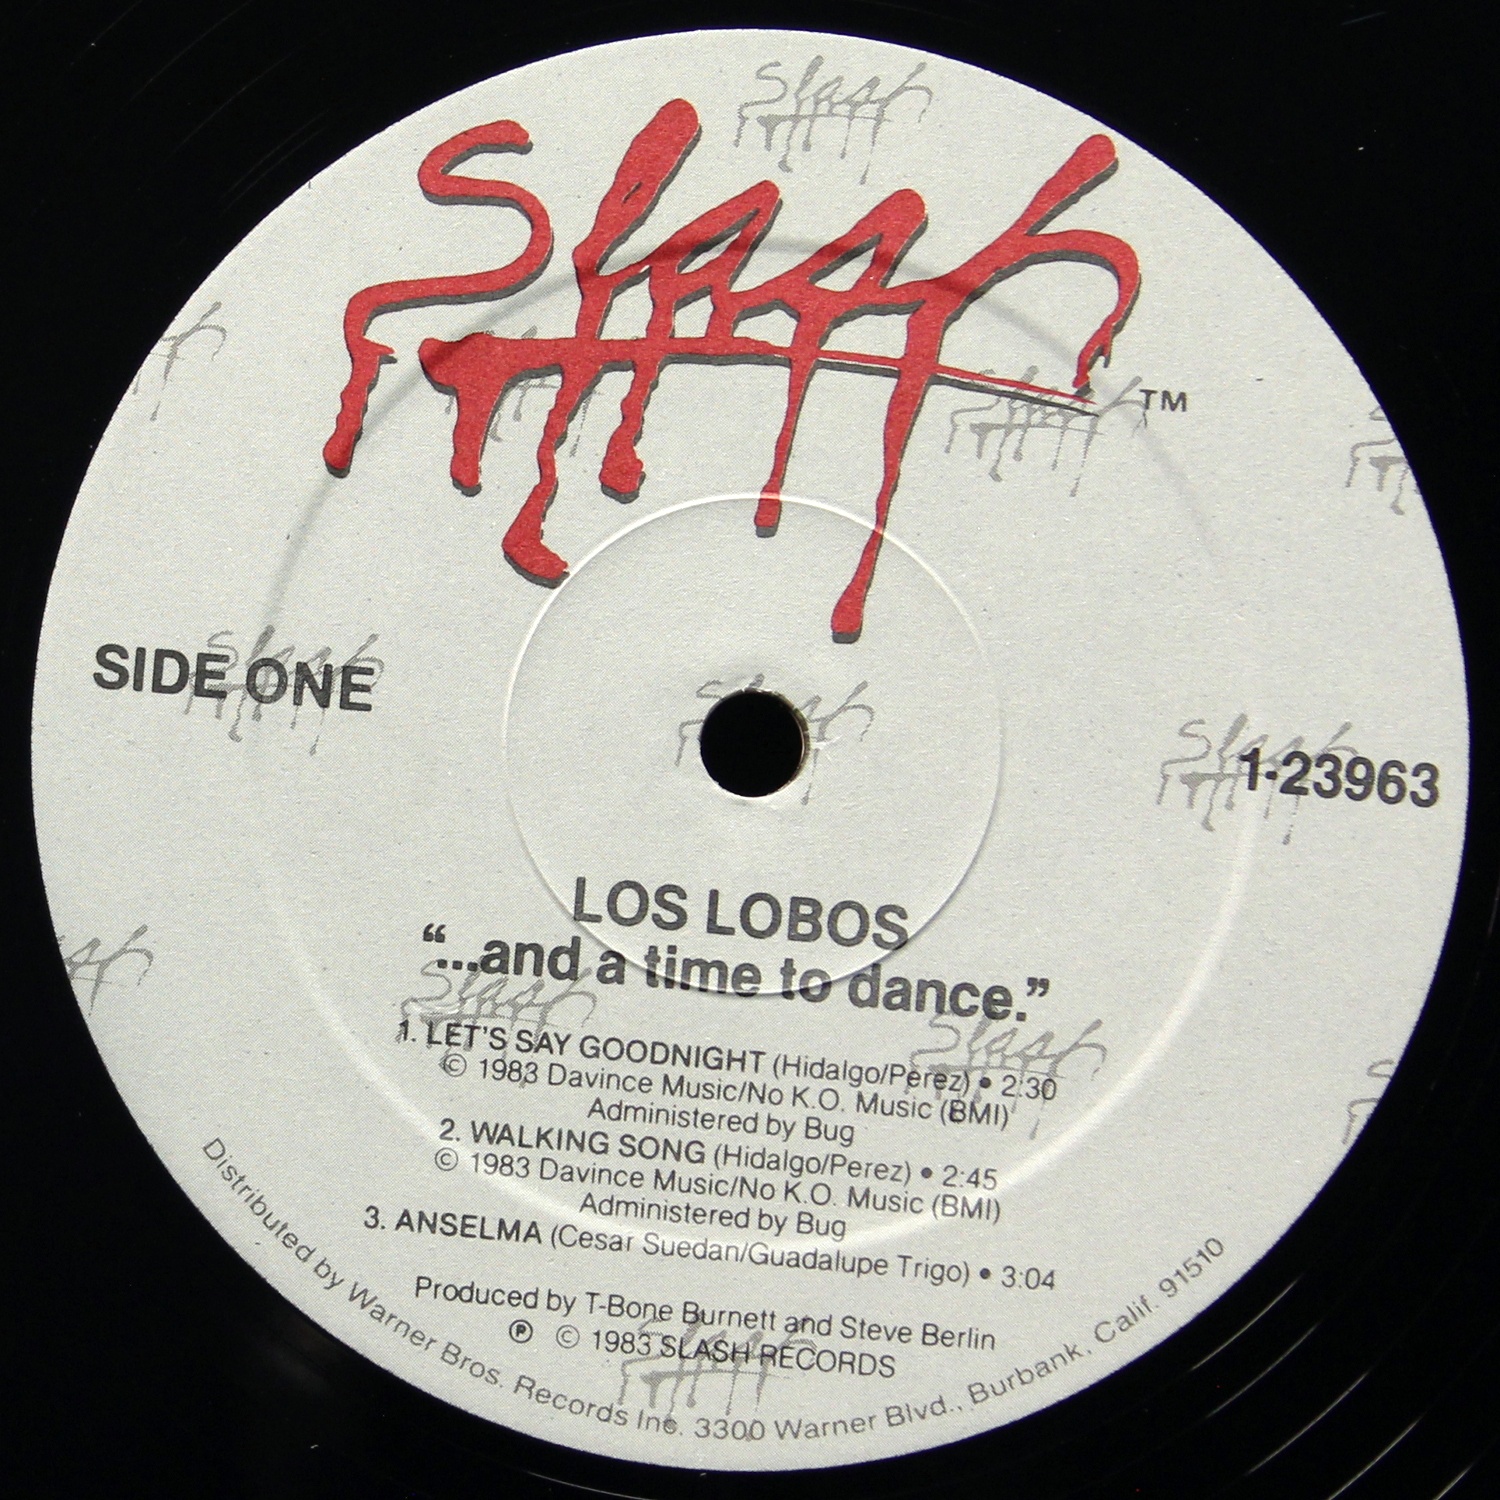 Slash
TM
SIDE ONE
1-23963
LOS LOBOS
“...and a time to dance.”
1. LET'S SAY GOODNIGHT (Hidalgo/Perez) • 2:30
© 1983 Davince Music/No K.O. Music (BMI)
Administered by Bug
2. WALKING SONG (Hidalgo/Perez) • 2:45
© 1983 Davince Music/No K.O. Music (BMI)
Administered by Bug
3. ANSELMA (Cesar Suedan/Guadalupe Trigo) • 3:04
Produced by T-Bone Burnett and Steve Berlin
℗ © 1983 SLASH RECORDS
Distributed by Warner Bros. Records Inc. 3300 Warner Blvd., Burbank, Calif. 91510